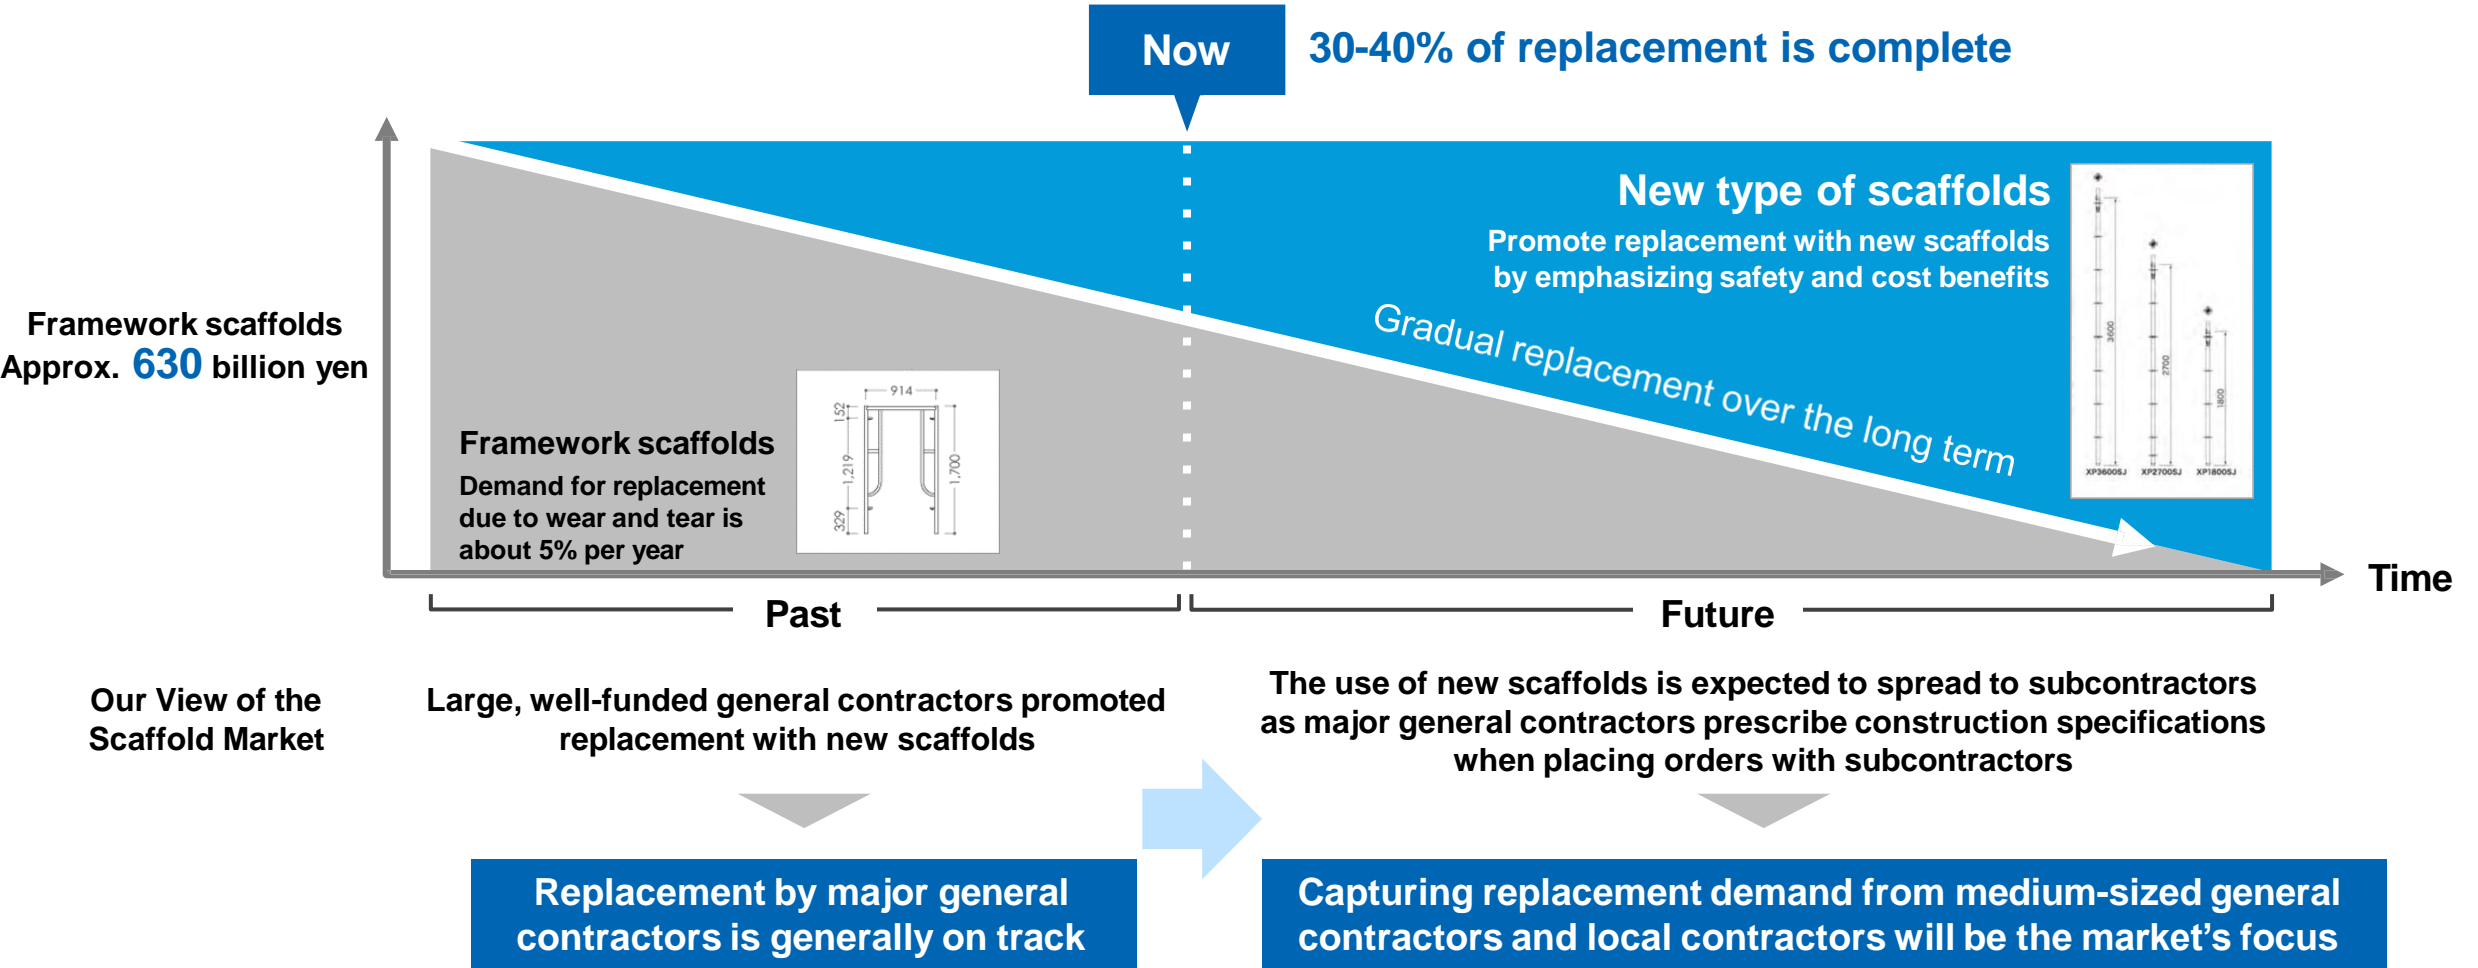 Now
30-40% of replacement is complete
New type of scaffolds
Promote replacement with new scaffolds
by emphasizing safety and cost benefits
3600
2700
1800
XP3600SJ XP2700SJ XP1800SJ
Gradual replacement over the long term
Framework scaffolds
Approx. 630 billion yen
Framework scaffolds
Demand for replacement
due to wear and tear is
about 5% per year
914
152
1,219
1,700
329
Time
Past
Future
Our View of the
Scaffold Market
Large, well-funded general contractors promoted
replacement with new scaffolds
The use of new scaffolds is expected to spread to subcontractors
as major general contractors prescribe construction specifications
when placing orders with subcontractors
Replacement by major general
contractors is generally on track
Capturing replacement demand from medium-sized general
contractors and local contractors will be the market’s focus